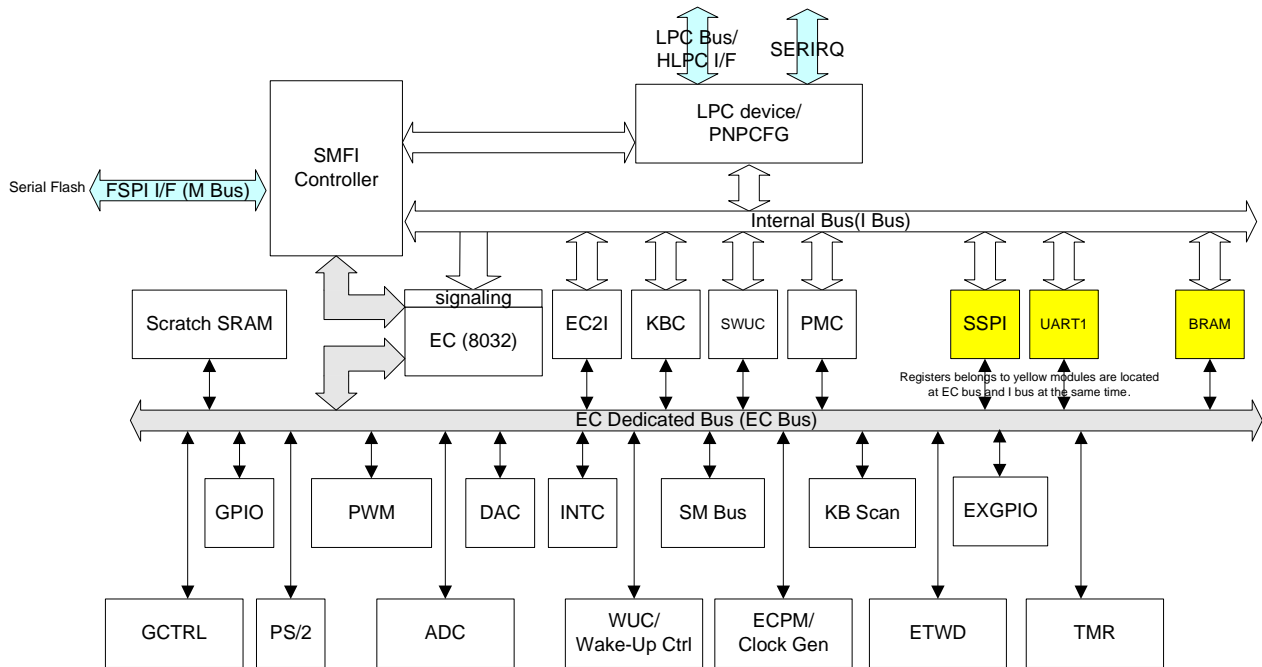 LPC Bus/
HLPC I/F
SERIRQ
LPC device/
PNPCFG
SMFI
Controller
Serial Flash
FSPI I/F (M Bus)
Internal Bus(I Bus)
signaling
Scratch SRAM
EC (8032)
EC2I
KBC
SWUC
PMC
SSPI
UART1
BRAM
Registers belongs to yellow modules are located
at EC bus and I bus at the same time.
EC Dedicated Bus (EC Bus)
GPIO
PWM
DAC
INTC
SM Bus
KB Scan
EXGPIO
GCTRL
PS/2
ADC
WUC/
Wake-Up Ctrl
ECPM/
Clock Gen
ETWD
TMR